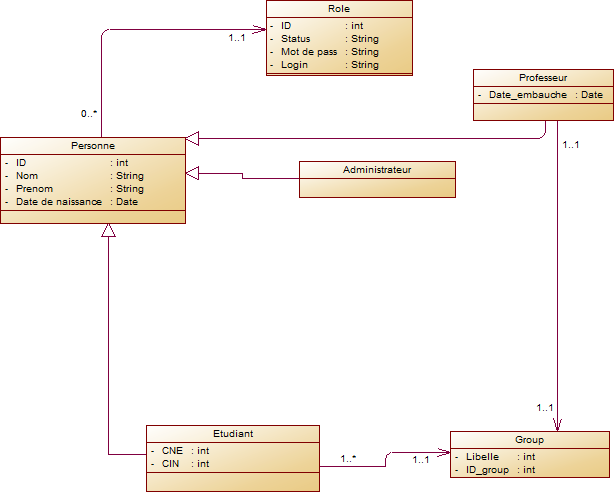 Role
- ID : int
- Status : String
- Mot de pass : String
- Login : String
1..1
0..*
Professeur
- Date_embauche : Date
1..1
Personne
- ID : int
- Nom : String
- Prenom : String
- Date de naissance : Date
Administrateur
1..1
Etudiant
- CNE : int
- CIN : int
1..*
1..1
Group
- Libelle : int
- ID_group : int